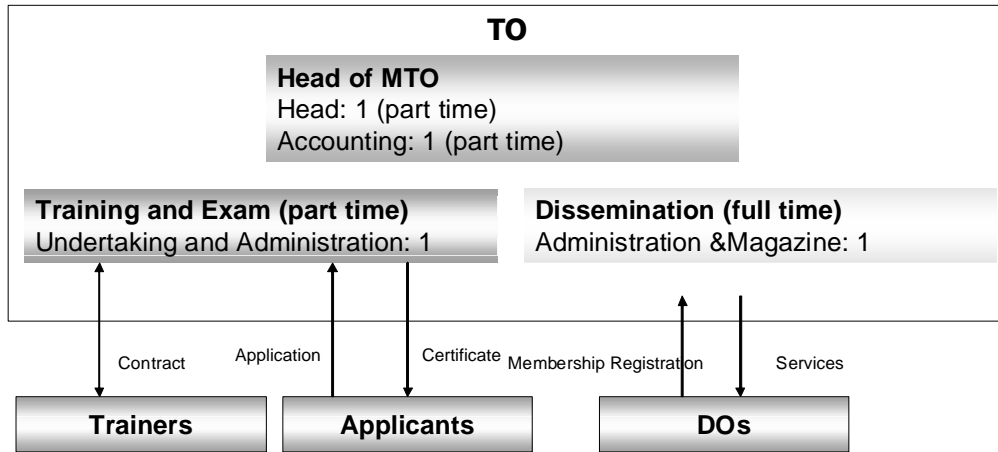 TO
Head of MTO
Head: 1 (part time)
Accounting: 1 (part time)
Training and Exam (part time)
Undertaking and Administration: 1
Dissemination (full time)
Administration &Magazine: 1
Contract
Application
Certificate
Membership Registration
Services
Trainers
Applicants
DOs